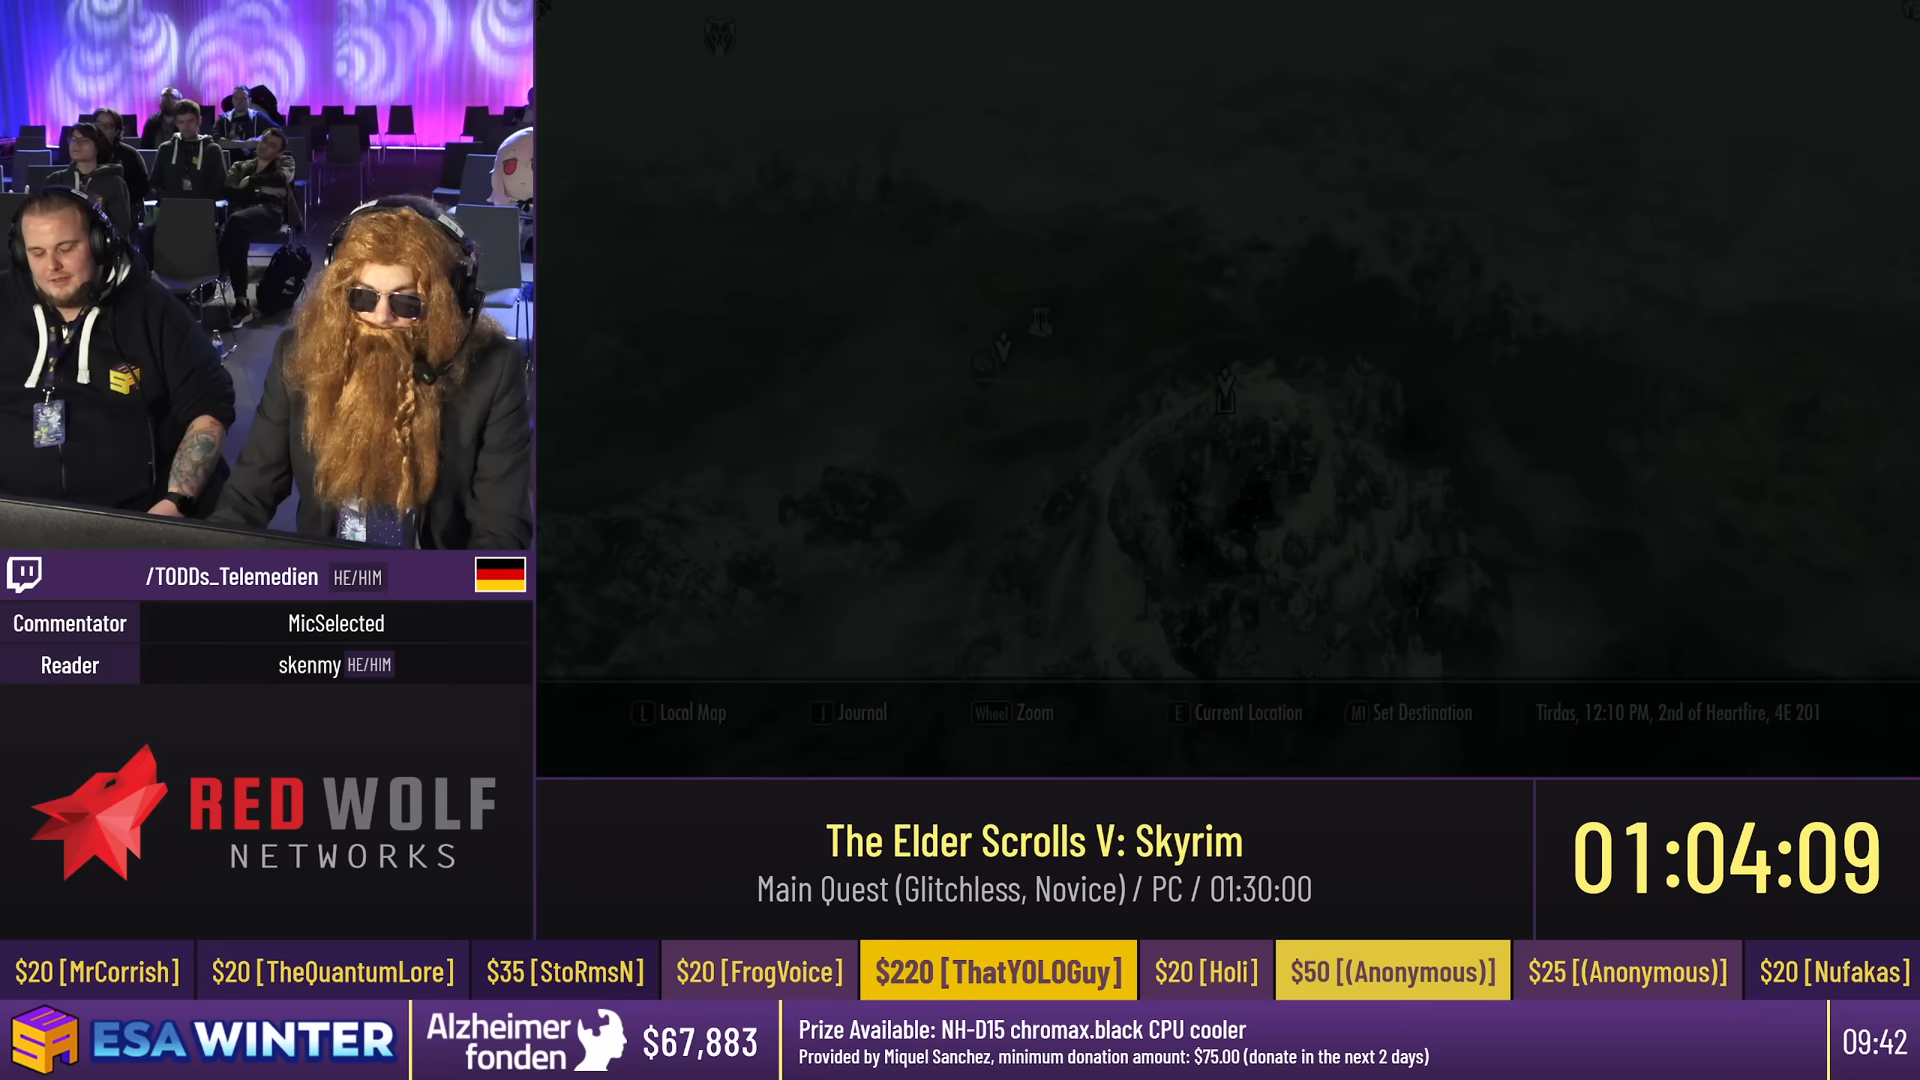 L Local Map
J Journal
Wheel Zoom
E Current Location
M1 Set Destination
Tirdas, 12:10 PM, 2nd of Heartfire, 4E 201
/TODDs_Telemedien HE/HIM
Commentator MicSelected
Reader skenmy HE/HIM
RED WOLF
NETWORKS
The Elder Scrolls V: Skyrim
Main Quest (Glitchless, Novice) / PC / 01:30:00
01:04:09
$20 [MrCorrish]
$20 [TheQuantumLore]
$35 [StoRmsN]
$20 [FrogVoice]
$220 [ThatYOLOGuy]
$20 [Holi]
$50 [(Anonymous)]
$25 [(Anonymous)]
$20 [Nufakas]
ESA WINTER
Alzheimer
fonden
$67,883
Prize Available: NH-D15 chromax.black CPU cooler
Provided by Miquel Sanchez, minimum donation amount: $75.00 (donate in the next 2 days)
09:42